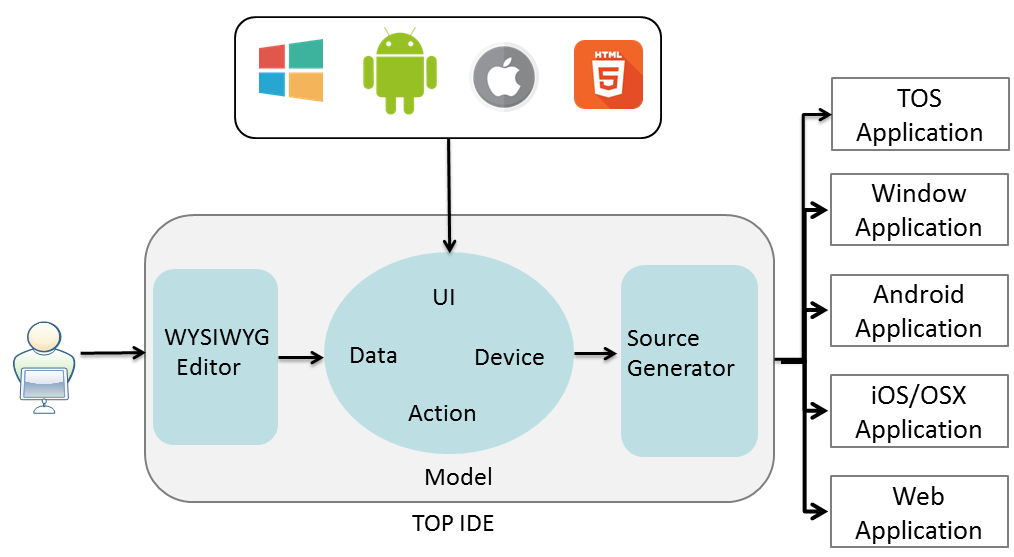 HTML
5
TOS
Application
Window
Application
Android
Application
iOS/OSX
Application
Web
Application
WYSIWYG
Editor
UI
Data
Device
Action
Source
Generator
Model
TOP IDE